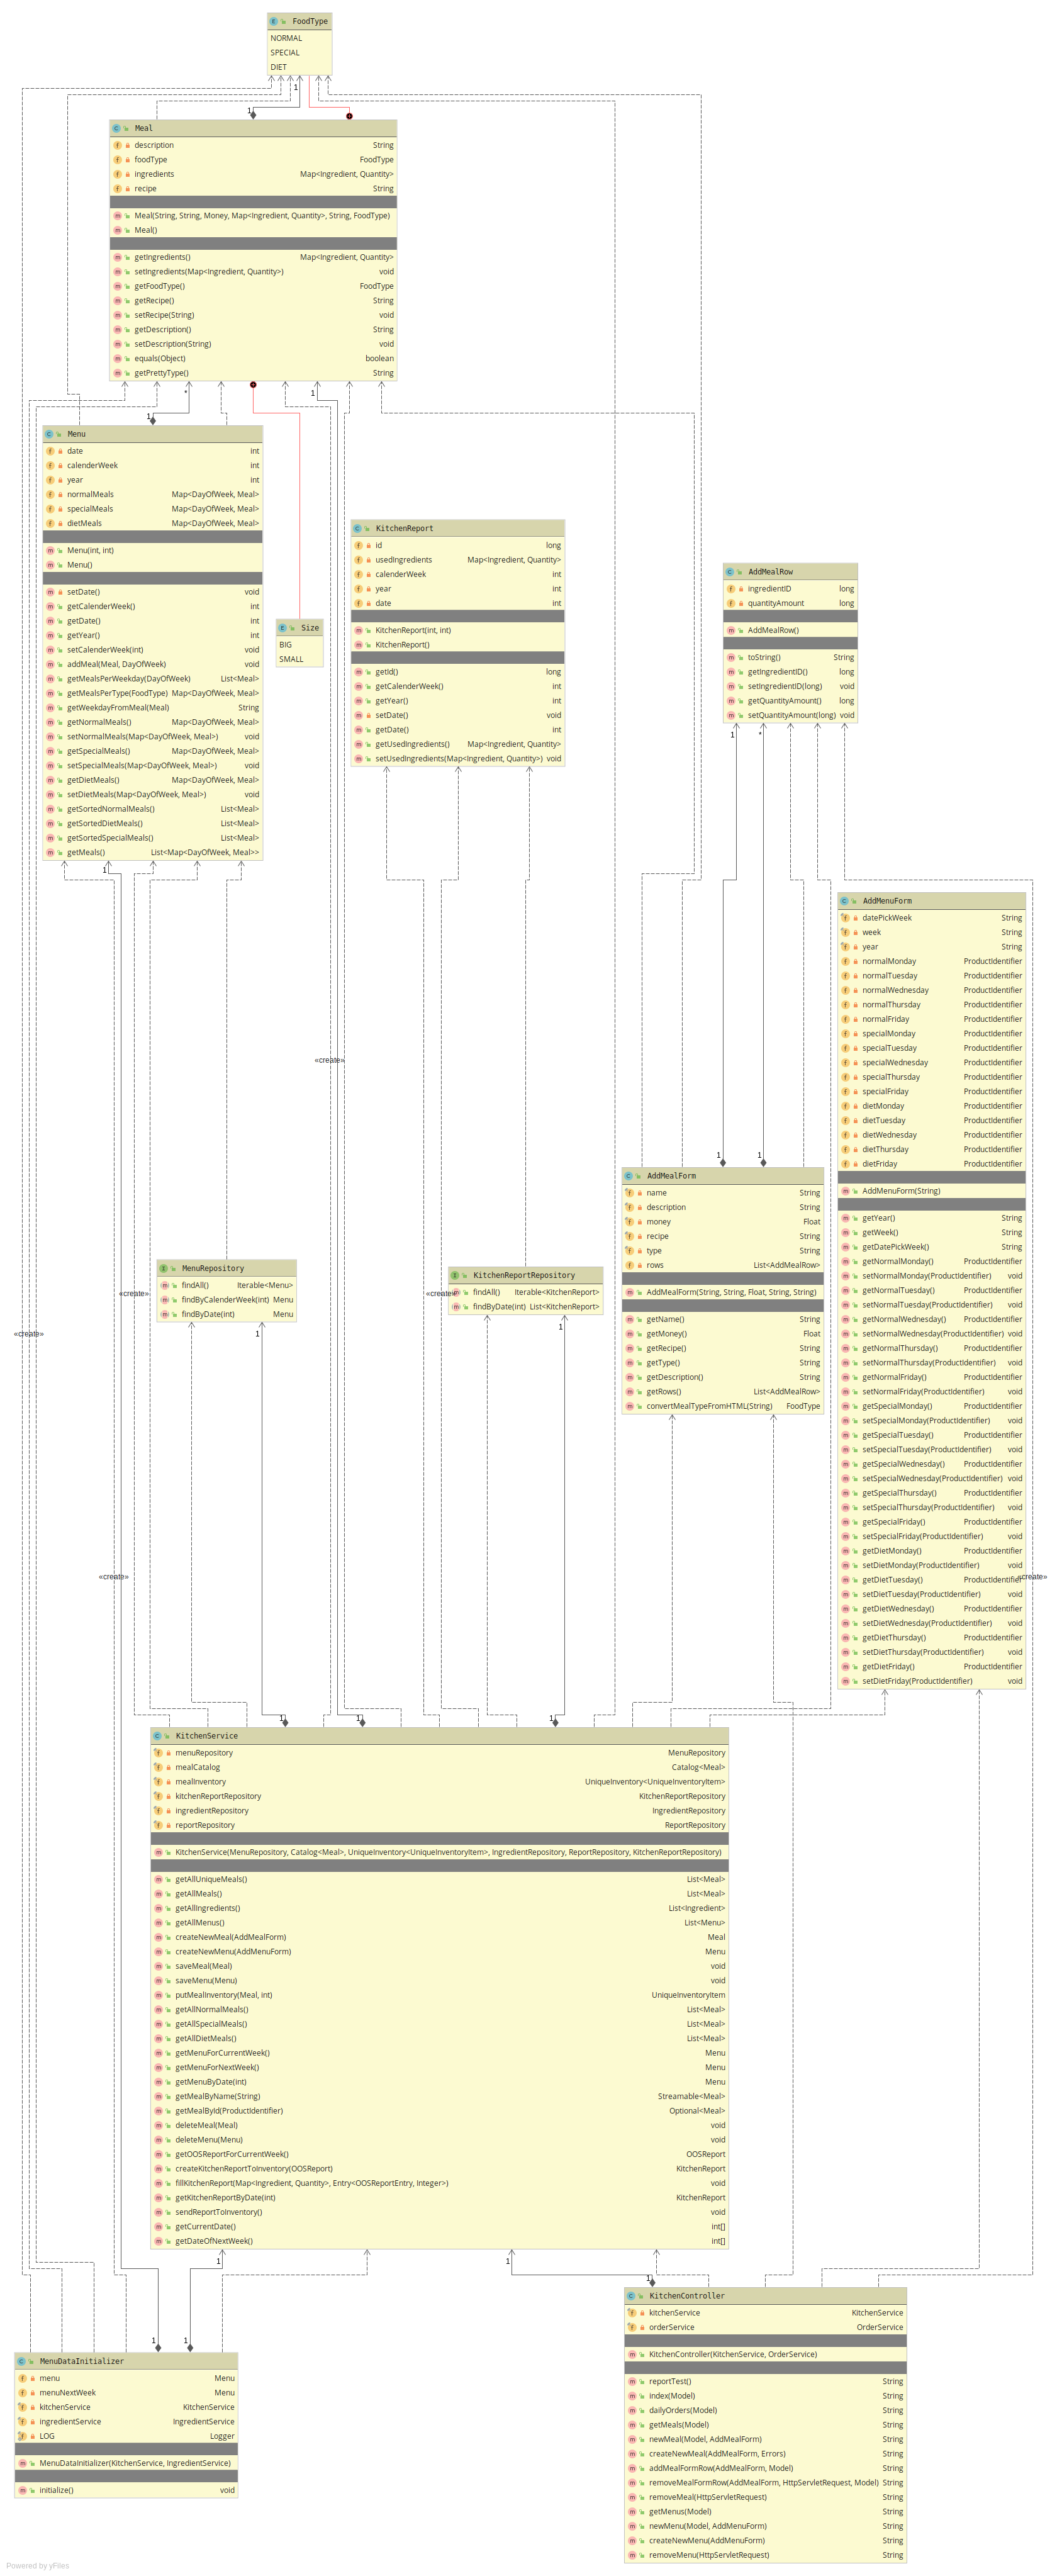 FoodType
NORMAL
SPECIAL
DIET
1
1
Meal
description String
foodType FoodType
ingredients Map<Ingredient, Quantity>
recipe String
Meal(String, String, Money, Map<Ingredient, Quantity>, String, FoodType)
Meal()
getIngredients() Map<Ingredient, Quantity>
setIngredients(Map<Ingredient, Quantity>) void
getFoodType() FoodType
getRecipe() String
setRecipe(String) void
getDescription() String
setDescription(String) void
equals(Object) boolean
getPrettyType() String
*
1
1
Menu
date int
calenderWeek int
year int
normalMeals Map<DayOfWeek, Meal>
specialMeals Map<DayOfWeek, Meal>
dietMeals Map<DayOfWeek, Meal>
Menu(int, int)
Menu()
setDate() void
getCalenderWeek() int
getDate() int
getYear() int
setCalenderWeek(int) void
addMeal(Meal, DayOfWeek) void
getMealsPerWeekday(DayOfWeek) List<Meal>
getMealsPerType(FoodType) Map<DayOfWeek, Meal>
getWeekdayFromMeal(Meal) String
getNormalMeals() Map<DayOfWeek, Meal>
setNormalMeals(Map<DayOfWeek, Meal>) void
getSpecialMeals() Map<DayOfWeek, Meal>
setSpecialMeals(Map<DayOfWeek, Meal>) void
getDietMeals() Map<DayOfWeek, Meal>
setDietMeals(Map<DayOfWeek, Meal>) void
getSortedNormalMeals() List<Meal>
getSortedDietMeals() List<Meal>
getSortedSpecialMeals() List<Meal>
getMeals() List<Map<DayOfWeek, Meal>>
1
Size
BIG
SMALL
KitchenReport
id long
usedIngredients Map<Ingredient, Quantity>
calenderWeek int
year int
date int
KitchenReport(int, int)
KitchenReport()
getId() long
getCalenderWeek() int
getYear() int
setDate() void
getDate() int
getUsedIngredients() Map<Ingredient, Quantity>
setUsedIngredients(Map<Ingredient, Quantity>) void
AddMealRow
ingredientID long
quantityAmount long
AddMealRow()
toString() String
getIngredientID() long
setIngredientID(long) void
getQuantityAmount() long
setQuantityAmount(long) void
1
*
AddMenuForm
datePickWeek String
week String
year String
normalMonday ProductIdentifier
normalTuesday ProductIdentifier
normalWednesday ProductIdentifier
normalThursday ProductIdentifier
normalFriday ProductIdentifier
specialMonday ProductIdentifier
specialTuesday ProductIdentifier
specialWednesday ProductIdentifier
specialThursday ProductIdentifier
specialFriday ProductIdentifier
dietMonday ProductIdentifier
dietTuesday ProductIdentifier
dietWednesday ProductIdentifier
dietThursday ProductIdentifier
dietFriday ProductIdentifier
AddMenuForm(String)
getYear() String
getWeek() String
getDatePickWeek() String
getNormalMonday() ProductIdentifier
setNormalMonday(ProductIdentifier) void
getNormalTuesday() ProductIdentifier
setNormalTuesday(ProductIdentifier) void
getNormalWednesday() ProductIdentifier
setNormalWednesday(ProductIdentifier) void
getNormalThursday() ProductIdentifier
setNormalThursday(ProductIdentifier) void
getNormalFriday() ProductIdentifier
setNormalFriday(ProductIdentifier) void
getSpecialMonday() ProductIdentifier
setSpecialMonday(ProductIdentifier) void
getSpecialTuesday() ProductIdentifier
setSpecialTuesday(ProductIdentifier) void
getSpecialWednesday() ProductIdentifier
setSpecialWednesday(ProductIdentifier) void
getSpecialThursday() ProductIdentifier
setSpecialThursday(ProductIdentifier) void
getSpecialFriday() ProductIdentifier
setSpecialFriday(ProductIdentifier) void
getDietMonday() ProductIdentifier
setDietMonday(ProductIdentifier) void
getDietTuesday() ProductIdentifier
setDietTuesday(ProductIdentifier) void
getDietWednesday() ProductIdentifier
setDietWednesday(ProductIdentifier) void
getDietThursday() ProductIdentifier
setDietThursday(ProductIdentifier) void
getDietFriday() ProductIdentifier
setDietFriday(ProductIdentifier) void
«create»
«create»
1
1
AddMealForm
name String
description String
money Float
recipe String
type String
rows List<AddMealRow>
AddMealForm(String, String, Float, String, String)
getName() String
getMoney() Float
getRecipe() String
getType() String
getDescription() String
getRows() List<AddMealRow>
convertMealTypeFromHTML(String) FoodType
MenuRepository
findAll() Iterable<Menu>
findByCalenderWeek(int) Menu
findByDate(int) Menu
1
KitchenReportRepository
findAll() Iterable<KitchenReport>
findByDate(int) List<KitchenReport>
1
«create»
«create»
«create»
«create»
1
1
1
KitchenService
menuRepository MenuRepository
mealCatalog Catalog<Meal>
mealInventory UniqueInventory<UniqueInventoryItem>
kitchenReportRepository KitchenReportRepository
ingredientRepository IngredientRepository
reportRepository ReportRepository
KitchenService(MenuRepository, Catalog<Meal>, UniqueInventory<UniqueInventoryItem>, IngredientRepository, ReportRepository, KitchenReportRepository)
getAllUniqueMeals() List<Meal>
getAllMeals() List<Meal>
getAllIngredients() List<Ingredient>
getAllMenus() List<Menu>
createNewMeal(AddMealForm) Meal
createNewMenu(AddMenuForm) Menu
saveMeal(Meal) void
saveMenu(Menu) void
putMealInventory(Meal, int) UniqueInventoryItem
getAllNormalMeals() List<Meal>
getAllSpecialMeals() List<Meal>
getAllDietMeals() List<Meal>
getMenuForCurrentWeek() Menu
getMenuForNextWeek() Menu
getMenuByDate(int) Menu
getMealByName(String) Streamable<Meal>
getMealById(ProductIdentifier) Optional<Meal>
deleteMeal(Meal) void
deleteMenu(Menu) void
getOOSReportForCurrentWeek() OOSReport
createKitchenReportToInventory(OOSReport) KitchenReport
fillKitchenReport(Map<Ingredient, Quantity>, Entry<OOSReportEntry, Integer>) void
getKitchenReportByDate(int) KitchenReport
sendReportToInventory() void
getCurrentDate() int[]
getDateOfNextWeek() int[]
1
1
1
1
1
MenuDataInitializer
menu Menu
menuNextWeek Menu
kitchenService KitchenService
ingredientService IngredientService
LOG Logger
MenuDataInitializer(KitchenService, IngredientService)
initialize() void
KitchenController
kitchenService KitchenService
orderService OrderService
KitchenController(KitchenService, OrderService)
reportTest() String
index(Model) String
dailyOrders(Model) String
getMeals(Model) String
newMeal(Model, AddMealForm) String
createNewMeal(AddMealForm, Errors) String
addMealFormRow(AddMealForm, Model) String
removeMealFormRow(AddMealForm, HttpServletRequest, Model) String
removeMeal(HttpServletRequest) String
getMenus(Model) String
newMenu(Model, AddMenuForm) String
createNewMenu(AddMenuForm) String
removeMenu(HttpServletRequest) String
Powered by yFiles